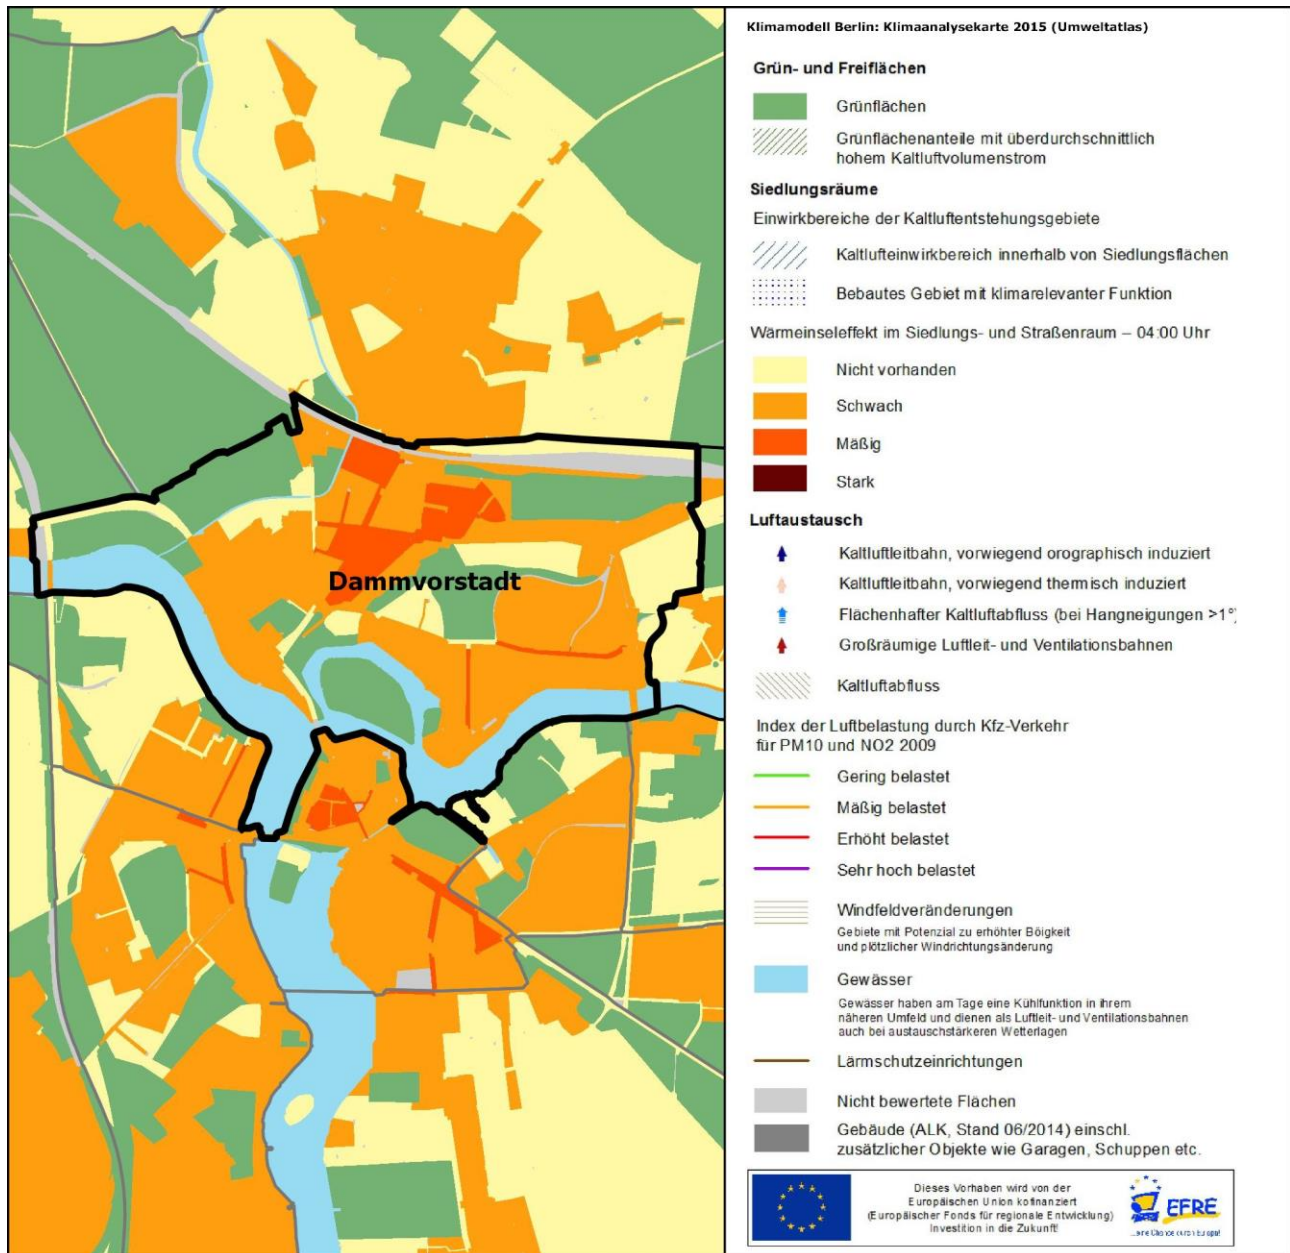 Klimamodell Berlin: Klimaanalysekarte 2015 (Umweltatlas)
Grün- und Freiflächen
Grünflächen
Grünflächenanteile mit überdurchschnittlich
hohem Kaltluftvolumenstrom
Siedlungsräume
Einwirkbereiche der Kaltluftentstehungsgebiete
Kaltlufteinwirkbereich innerhalb von Siedlungsflächen
Bebautes Gebiet mit klimarelevanter Funktion
Wärmeinseleffekt im Siedlungs- und Straßenraum – 04:00 Uhr
Nicht vorhanden
Schwach
Mäßig
Stark
Luftaustausch
Kaltluftleitbahn, vorwiegend orographisch induziert
Kaltluftleitbahn, vorwiegend thermisch induziert
Flächenhafter Kaltluftabfluss (bei Hangneigungen >1°)
Großräumige Luftleit- und Ventilationsbahnen
Kaltluftabfluss
Index der Luftbelastung durch Kfz-Verkehr
für PM10 und NO2 2009
Gering belastet
Mäßig belastet
Erhöht belastet
Sehr hoch belastet
Windfeldveränderungen
Gebiete mit Potenzial zu erhöhter Böigkeit
und plötzlicher Windrichtungsänderung
Gewässer
Gewässer haben am Tage eine Kühlfunktion in ihrem
näheren Umfeld und dienen als Luftleit- und Ventilationsbahnen
auch bei austauschstärkeren Wetterlagen
Lärmschutzeinrichtungen
Nicht bewertete Flächen
Gebäude (ALK, Stand 06/2014) einschl.
zusätzlicher Objekte wie Garagen, Schuppen etc.
Dieses Vorhaben wird von der
Europäischen Union kofinanziert
(Europäischer Fonds für regionale Entwicklung)
Investition in die Zukunft!
EFRE
...eine Chance durch Europa!
Dammvorstadt